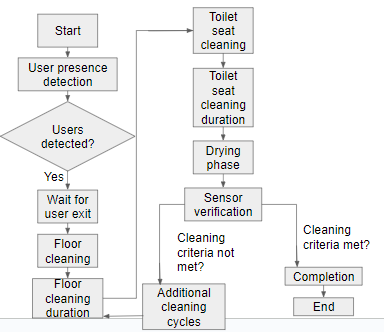 Start
User presence
detection
Users
detected?
Yes
Wait for
user exit
Floor
cleaning
Floor
cleaning
duration
Toilet
seat
cleaning
Toilet
seat
cleaning
duration
Drying
phase
Sensor
verification
Cleaning
criteria not
met?
Additional
cleaning
cycles
Cleaning
criteria met?
Completion
End